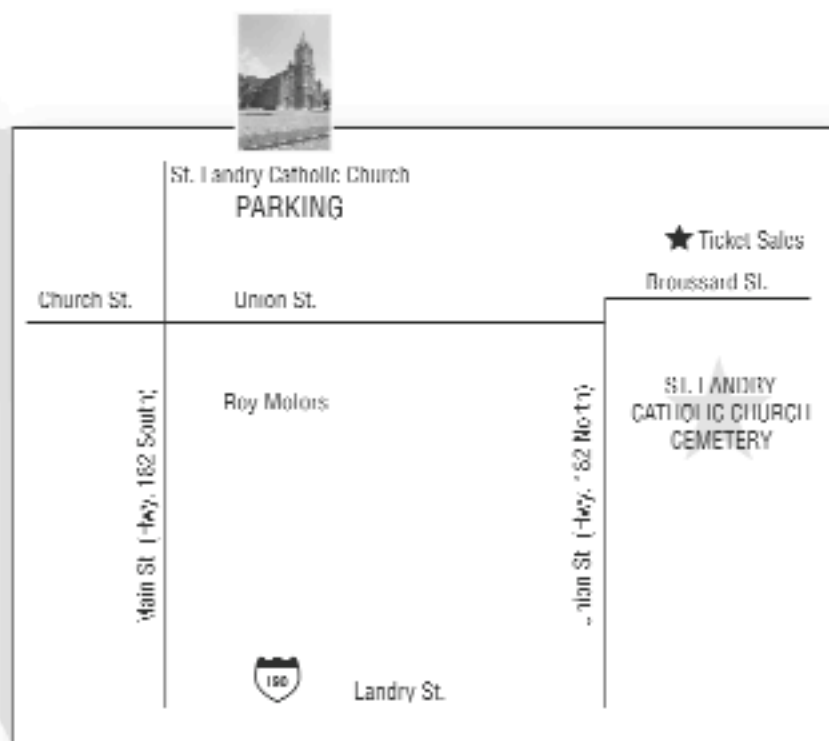 St. Landry Catholic Church
PARKING
★ Ticket Sales
Broussard St.
Church St.
Union St.
Roy Motors
ST. LANDRY
CATHOLIC CHURCH
CEMETERY
Main St. (Hwy. 182 South)
Union St. (Hwy. 182 North)
190
Landry St.